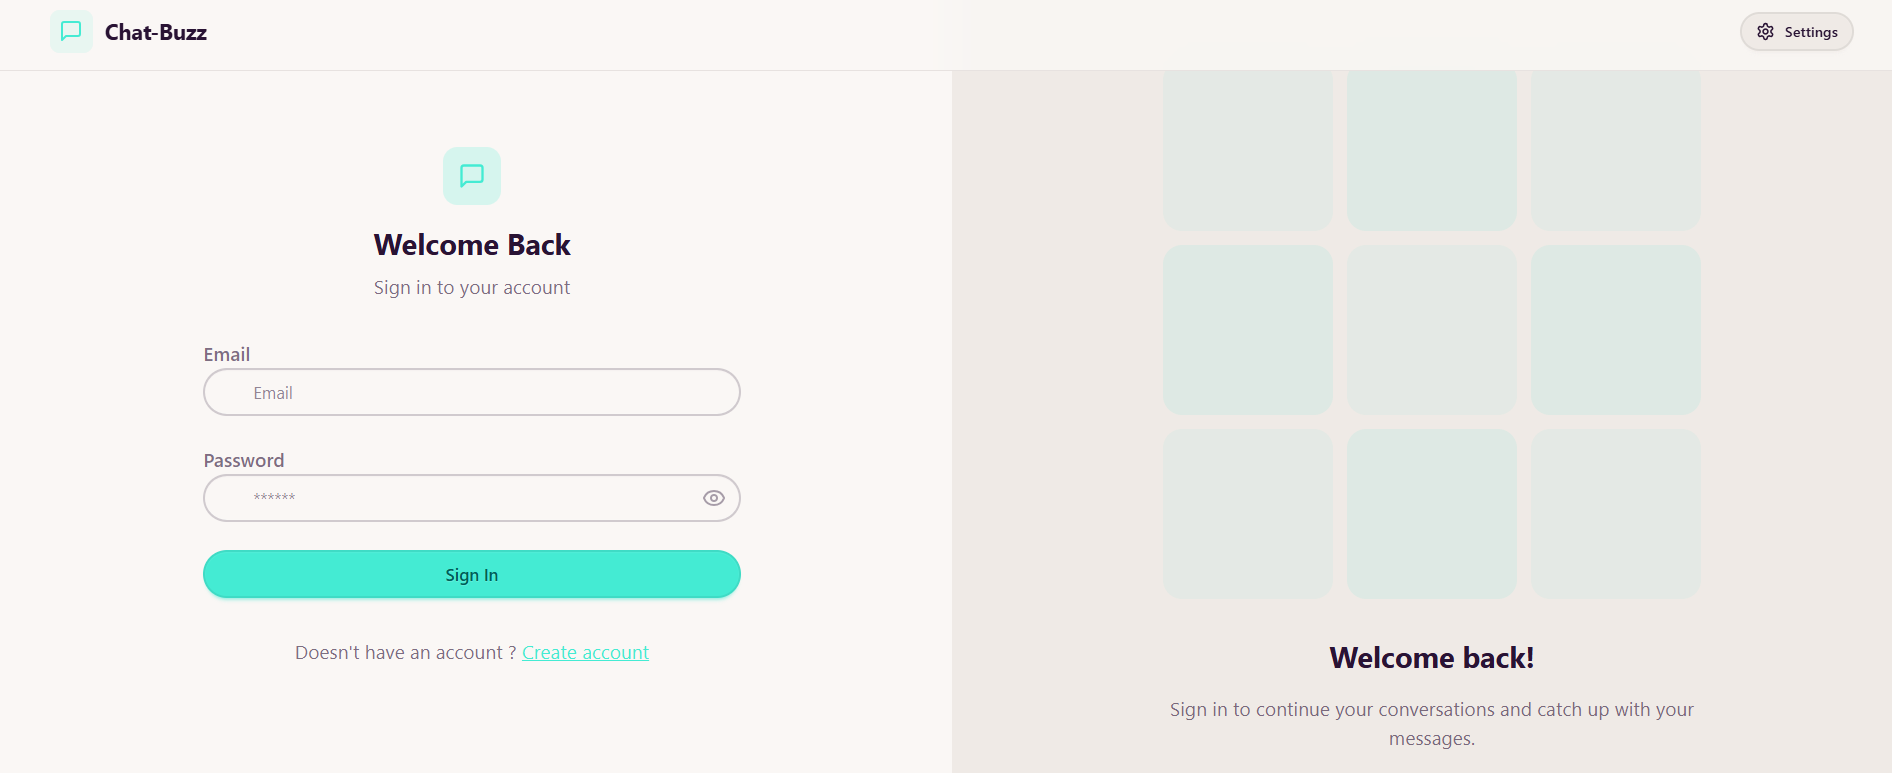 Chat-Buzz
Settings
Welcome Back
Sign in to your account
Email
Email
Password
******
Sign In
Doesn't have an account ? Create account
Welcome back!
Sign in to continue your conversations and catch up with your
messages.